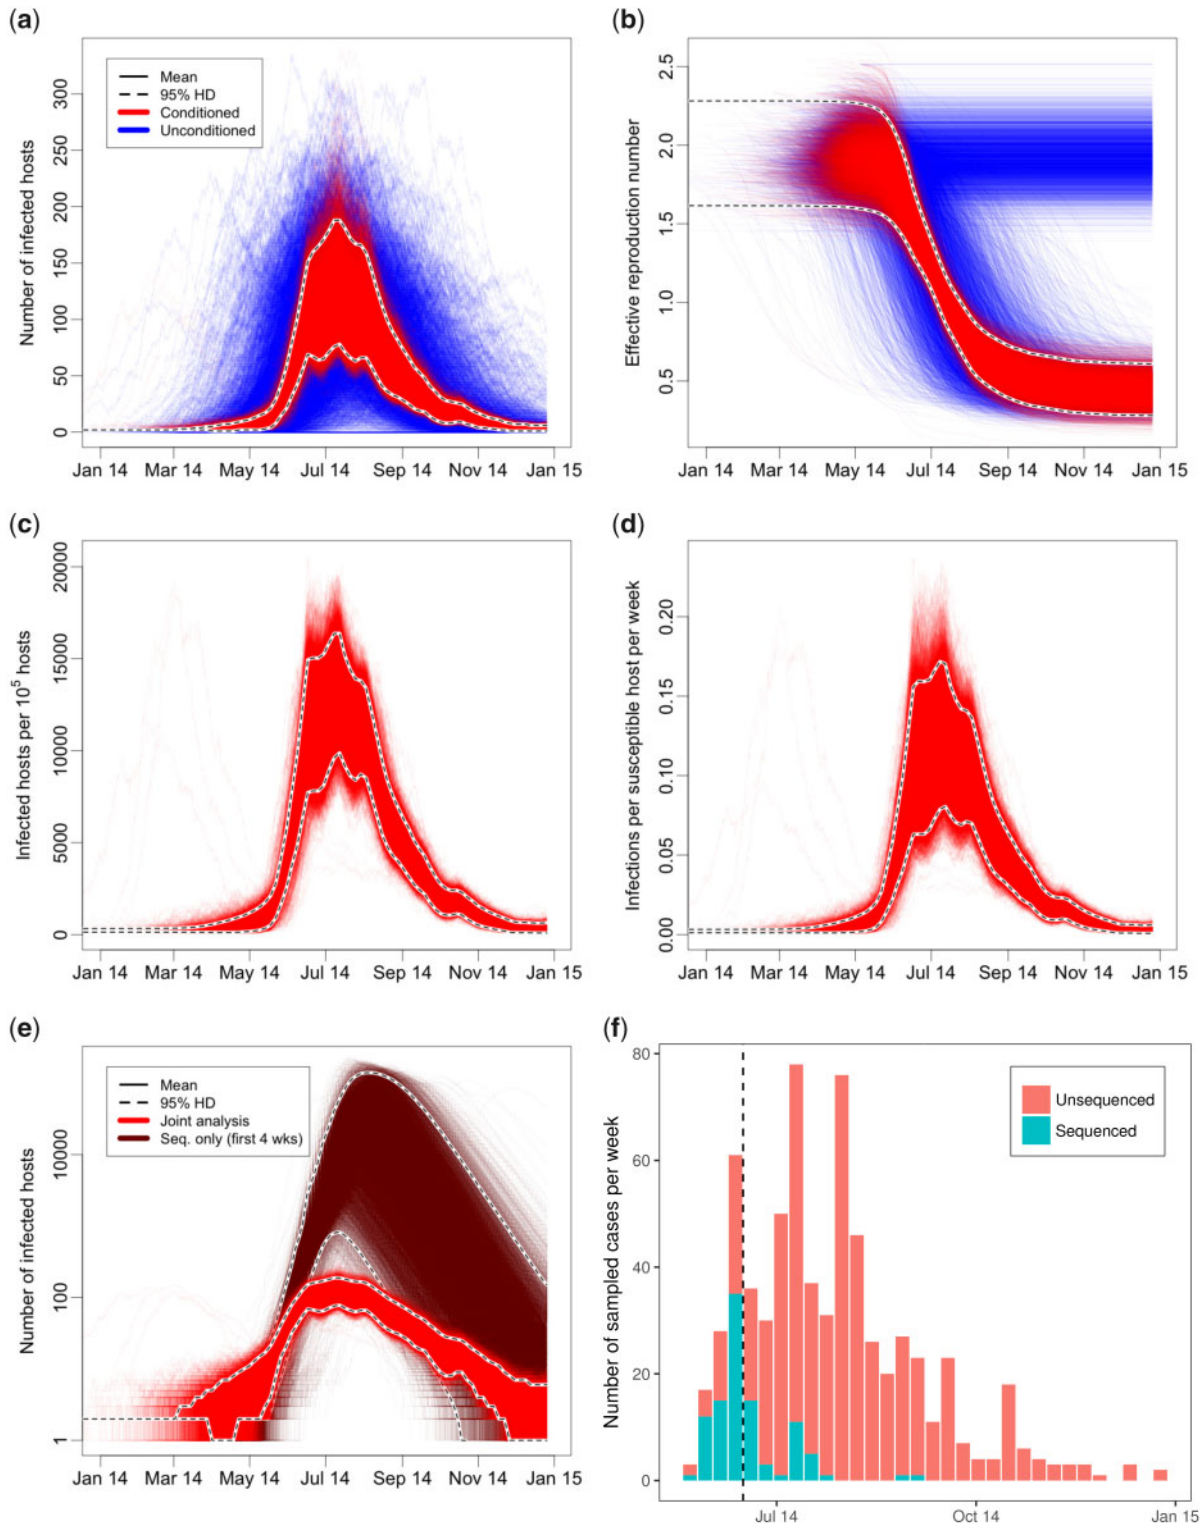 (a)
Number of infected hosts
300
250
200
150
100
50
0
Mean
95% HD
Conditioned
Unconditioned
Jan 14 Mar 14 May 14 Jul 14 Sep 14 Nov 14 Jan 15
(b)
Effective reproduction number
2.5
2.0
1.5
1.0
0.5
Jan 14 Mar 14 May 14 Jul 14 Sep 14 Nov 14 Jan 15
(c)
Infected hosts per 10⁵ hosts
20000
15000
10000
5000
0
Jan 14 Mar 14 May 14 Jul 14 Sep 14 Nov 14 Jan 15
(d)
Infections per susceptible host per week
0.20
0.15
0.10
0.05
0.00
Jan 14 Mar 14 May 14 Jul 14 Sep 14 Nov 14 Jan 15
(e)
Number of infected hosts
10000
100
1
Mean
95% HD
Joint analysis
Seq. only (first 4 wks)
Jan 14 Mar 14 May 14 Jul 14 Sep 14 Nov 14 Jan 15
(f)
Number of sampled cases per week
80
60
40
20
0
Unsequenced
Sequenced
Jul 14 Oct 14 Jan 15